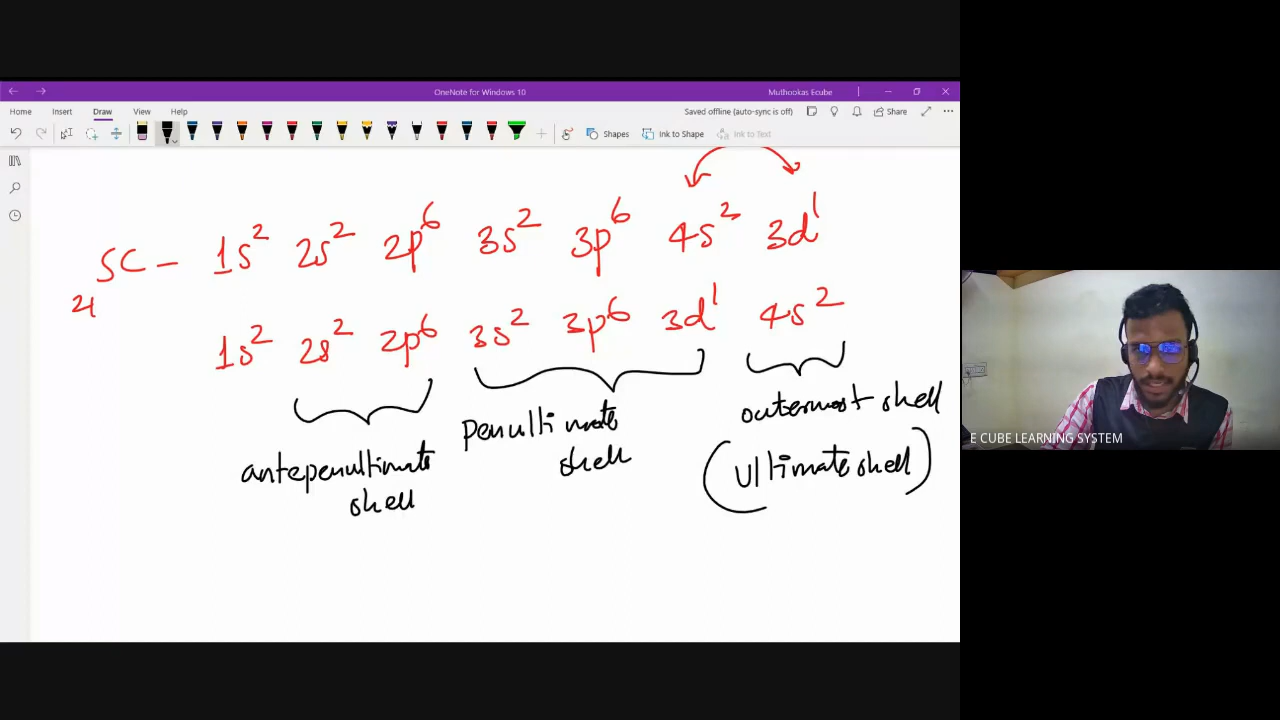 OneNote for Windows 10
Muthookas Ecube
Home Insert Draw View Help
Saved offline (auto-sync is off)
Share
Shapes
Ink to Shape
Ink to Text
21 SC - 1s² 2s² 2p⁶ 3s² 3p⁶ 4s² 3d¹
1s² 2s² 2p⁶ 3s² 3p⁶ 3d¹ 4s²
antepenultimate
shell
Penultimate
shell
outermost shell
(Ultimate shell)
E CUBE LEARNING SYSTEM